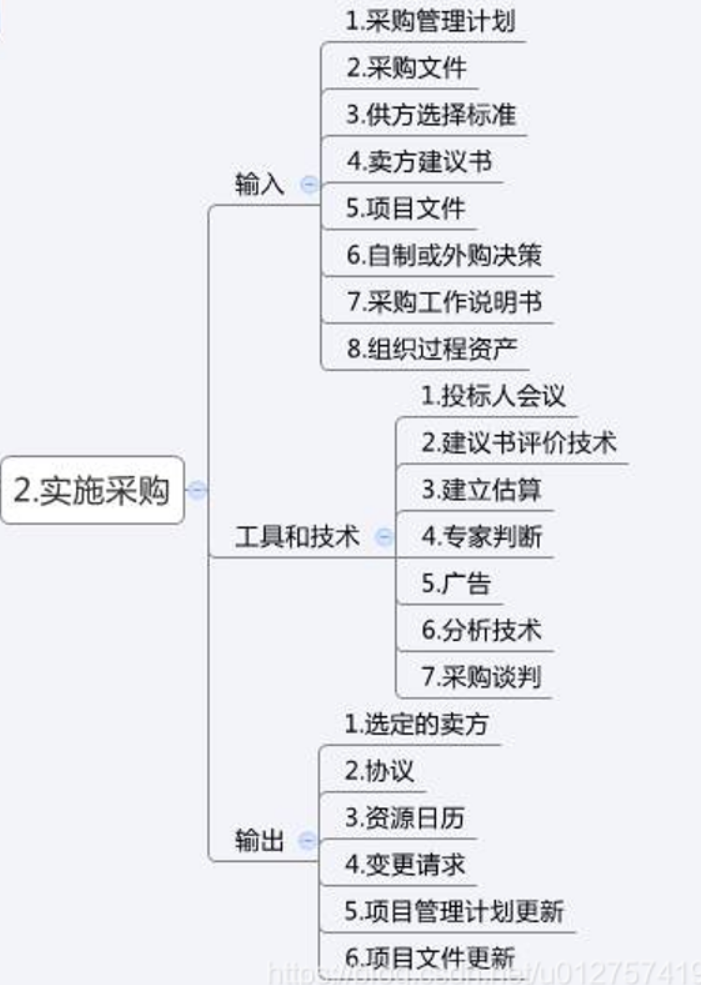 1.采购管理计划
2.采购文件
3.供方选择标准
4.卖方建议书
输入
5.项目文件
6.自制或外购决策
7.采购工作说明书
8.组织过程资产
1.投标人会议
2.建议书评价技术
2.实施采购
3.建立估算
工具和技术
4.专家判断
5.广告
6.分析技术
7.采购谈判
1.选定的卖方
2.协议
3.资源日历
输出
4.变更请求
5.项目管理计划更新
6.项目文件更新
https://blog.csdn.net/u012757419